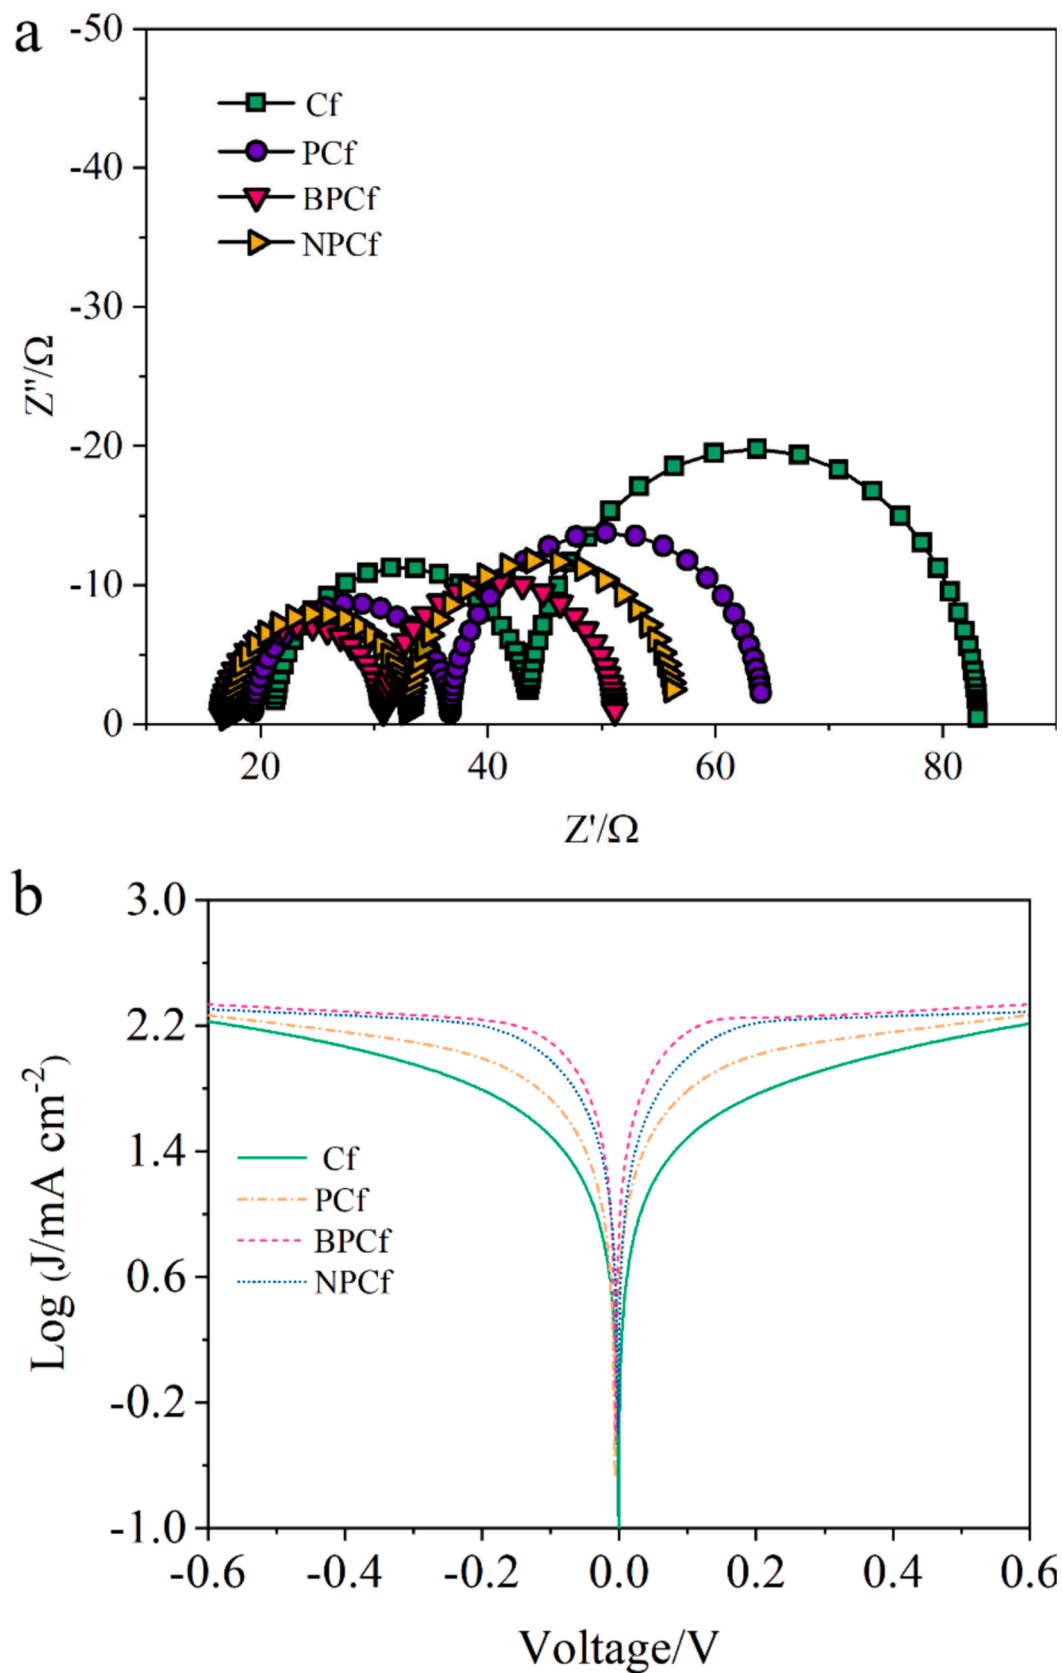 a
-50
-40
-30
-20
-10
0
Z''/Ω
Cf
PCf
BPCf
NPCf
20
40
60
80
Z'/Ω
b
3.0
2.2
1.4
0.6
-0.2
-1.0
Log (J/mA cm⁻²)
Cf
PCf
BPCf
NPCf
-0.6
-0.4
-0.2
0.0
0.2
0.4
0.6
Voltage/V